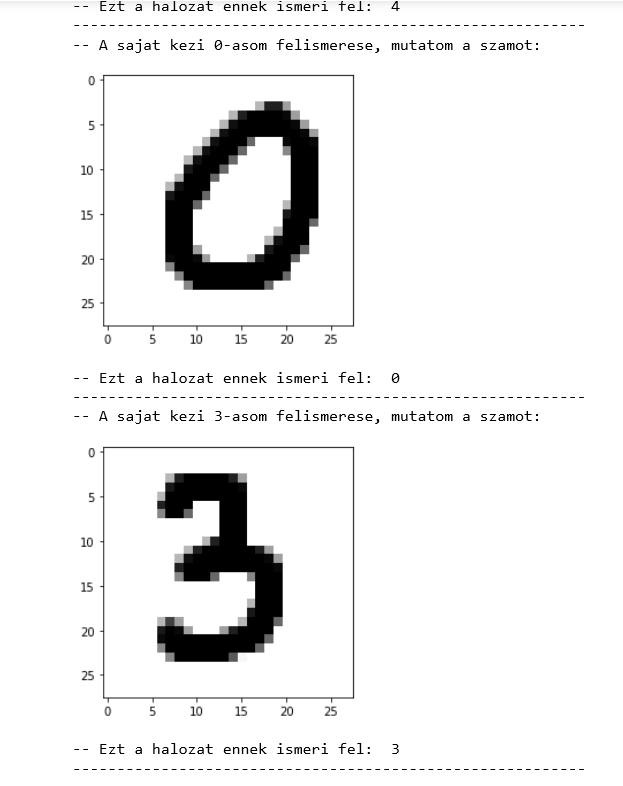 -- Ezt a halozat ennek ismeri fel:  4
---------------------------------------------------------
-- A sajat kezi 0-asom felismerese, mutatom a szamot:
0
5
10
15
20
25
0 5 10 15 20 25
0
-- Ezt a halozat ennek ismeri fel:  0
---------------------------------------------------------
-- A sajat kezi 3-asom felismerese, mutatom a szamot:
0
5
10
15
20
25
0 5 10 15 20 25
3
-- Ezt a halozat ennek ismeri fel:  3
---------------------------------------------------------